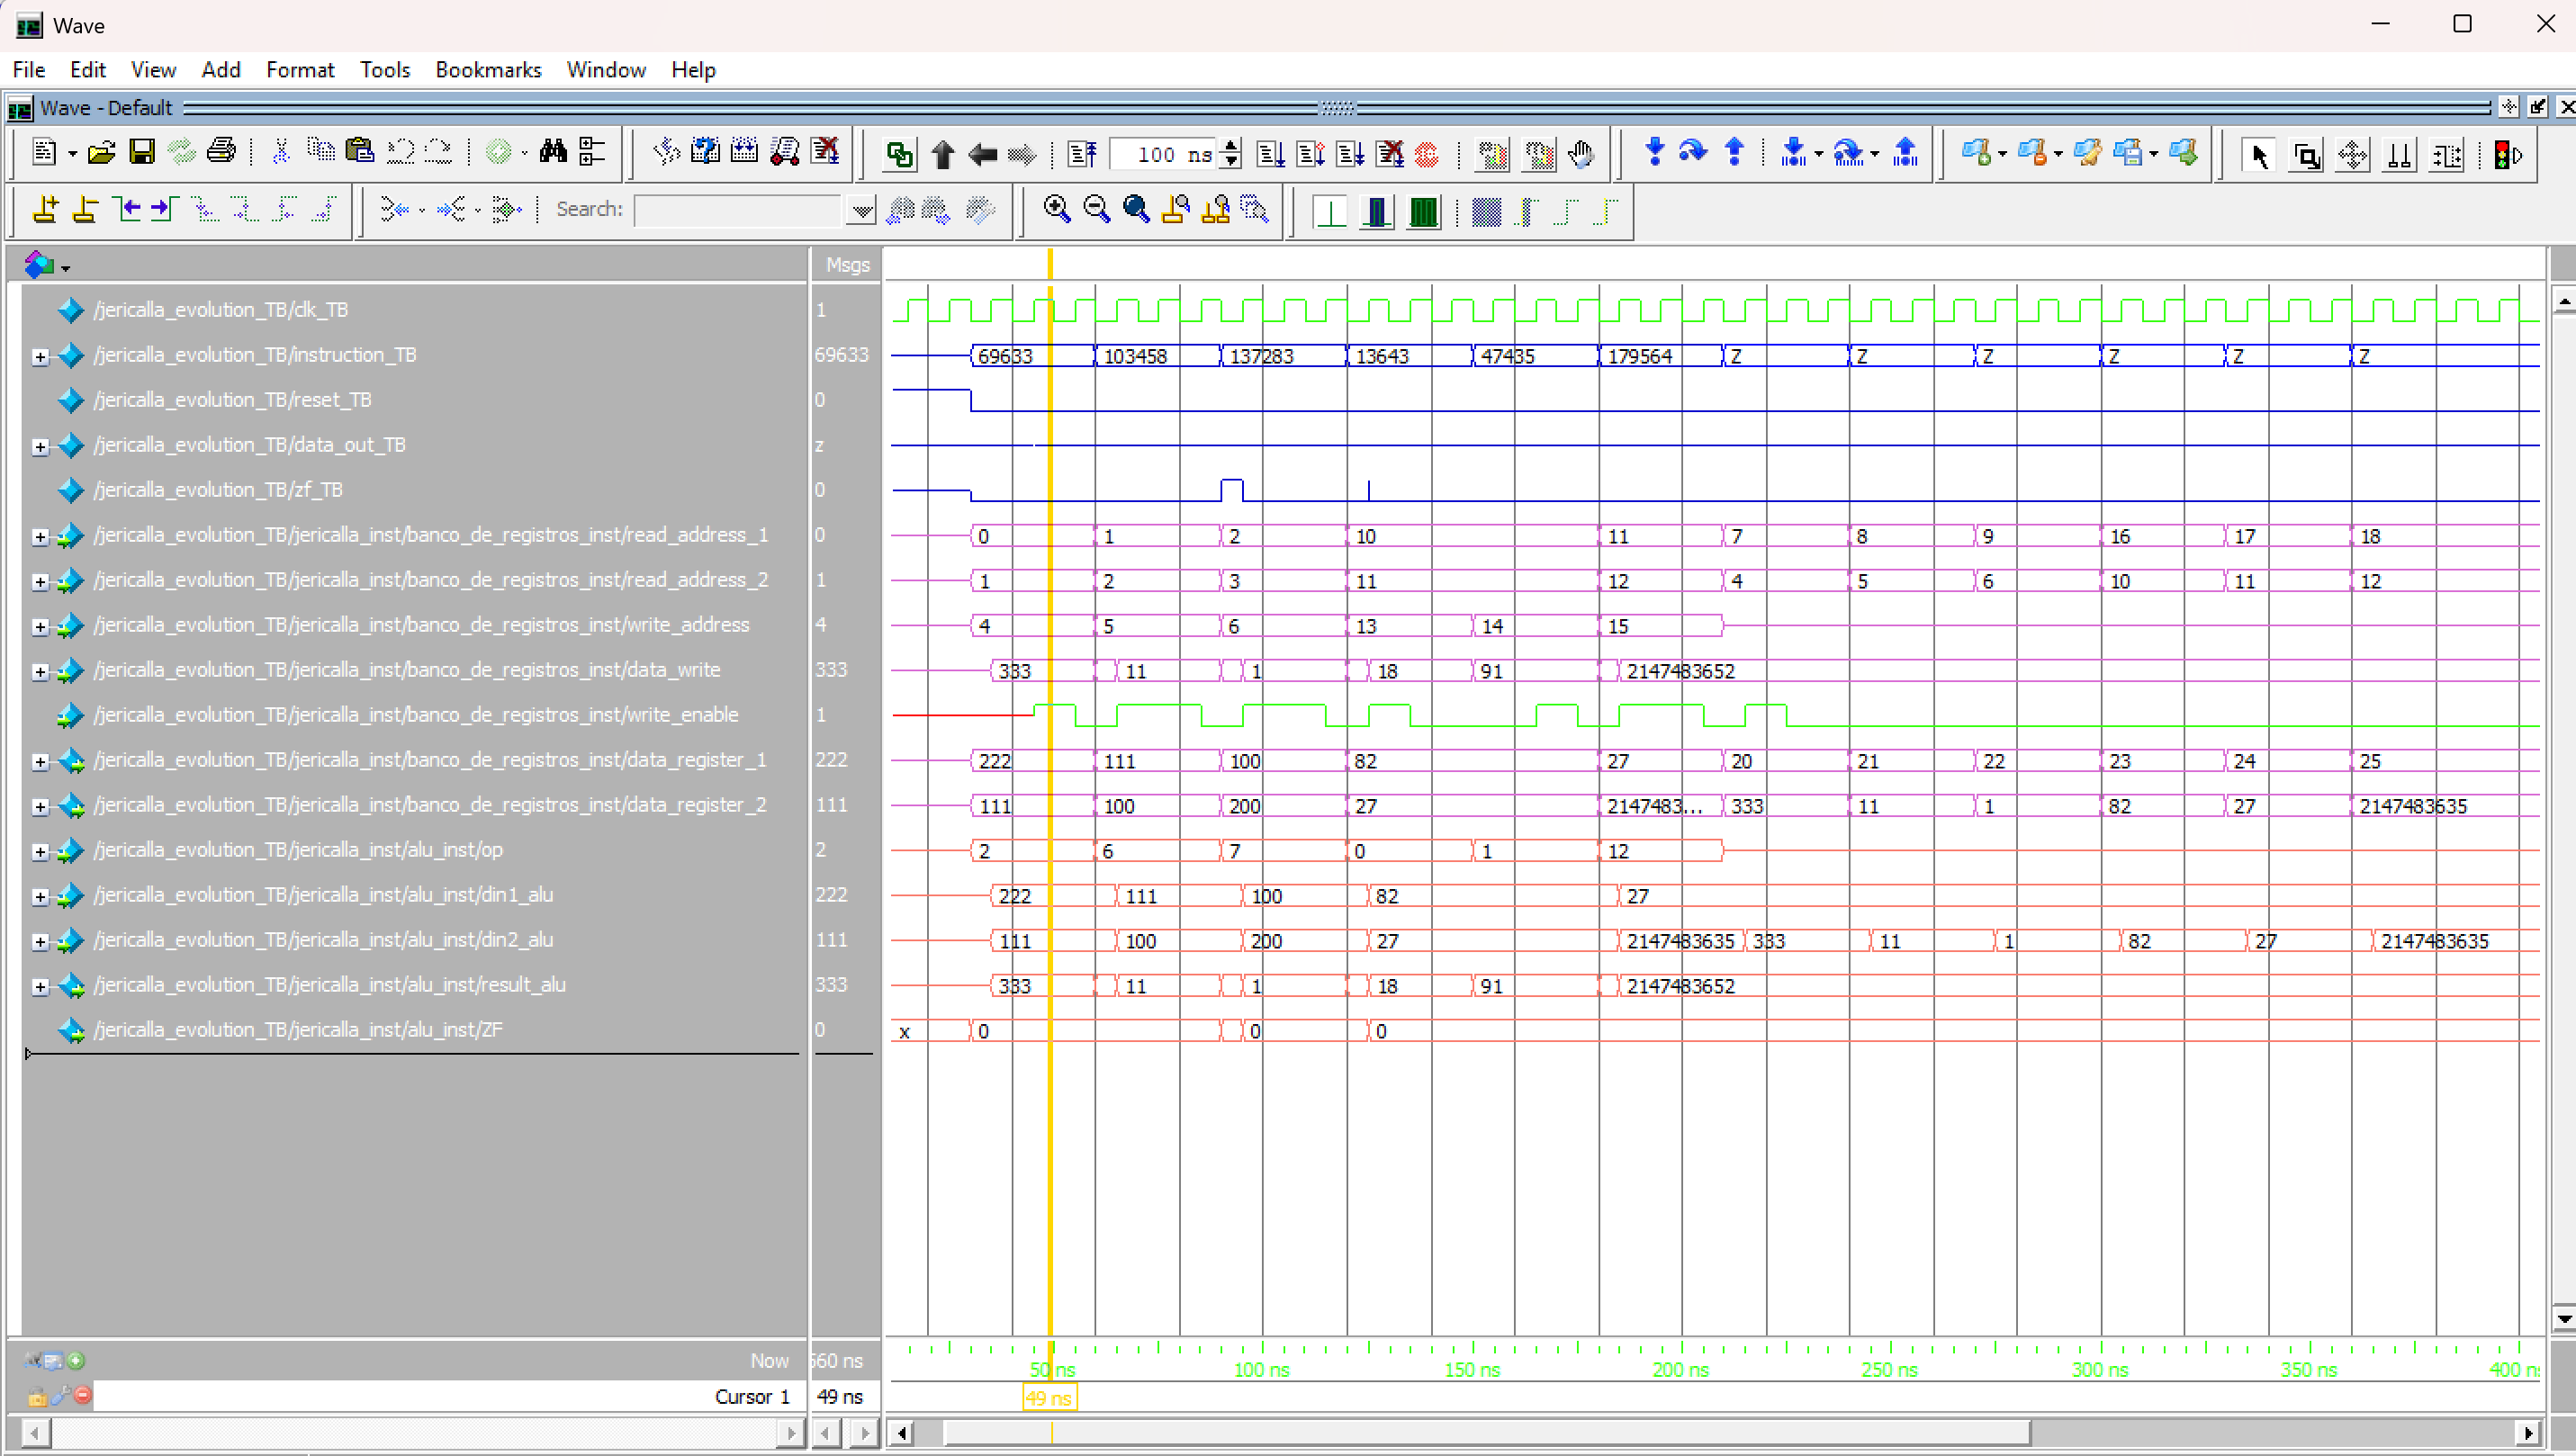 Wave
File Edit View Add Format Tools Bookmarks Window Help
Wave - Default
100 ns
Search:
Msgs
/jericalla_evolution_TB/clk_TB 1
/jericalla_evolution_TB/instruction_TB 69633 69633 103458 137283 13643 47435 179564 Z Z Z Z Z Z
/jericalla_evolution_TB/reset_TB 0
/jericalla_evolution_TB/data_out_TB z
/jericalla_evolution_TB/zf_TB 0
/jericalla_evolution_TB/jericalla_inst/banco_de_registros_inst/read_address_1 0 0 1 2 10 11 7 8 9 16 17 18
/jericalla_evolution_TB/jericalla_inst/banco_de_registros_inst/read_address_2 1 1 2 3 11 12 4 5 6 10 11 12
/jericalla_evolution_TB/jericalla_inst/banco_de_registros_inst/write_address 4 4 5 6 13 14 15
/jericalla_evolution_TB/jericalla_inst/banco_de_registros_inst/data_write 333 333 11 1 18 91 2147483652
/jericalla_evolution_TB/jericalla_inst/banco_de_registros_inst/write_enable 1
/jericalla_evolution_TB/jericalla_inst/banco_de_registros_inst/data_register_1 222 222 111 100 82 27 20 21 22 23 24 25
/jericalla_evolution_TB/jericalla_inst/banco_de_registros_inst/data_register_2 111 111 100 200 27 2147483... 333 11 1 82 27 2147483635
/jericalla_evolution_TB/jericalla_inst/alu_inst/op 2 2 6 7 0 1 12
/jericalla_evolution_TB/jericalla_inst/alu_inst/din1_alu 222 222 111 100 82 27
/jericalla_evolution_TB/jericalla_inst/alu_inst/din2_alu 111 111 100 200 27 2147483635 333 11 1 82 27 2147483635
/jericalla_evolution_TB/jericalla_inst/alu_inst/result_alu 333 333 11 1 18 91 2147483652
/jericalla_evolution_TB/jericalla_inst/alu_inst/ZF 0 x 0 0 0
Now 560 ns 50 ns 100 ns 150 ns 200 ns 250 ns 300 ns 350 ns 400 n
Cursor 1 49 ns 49 ns